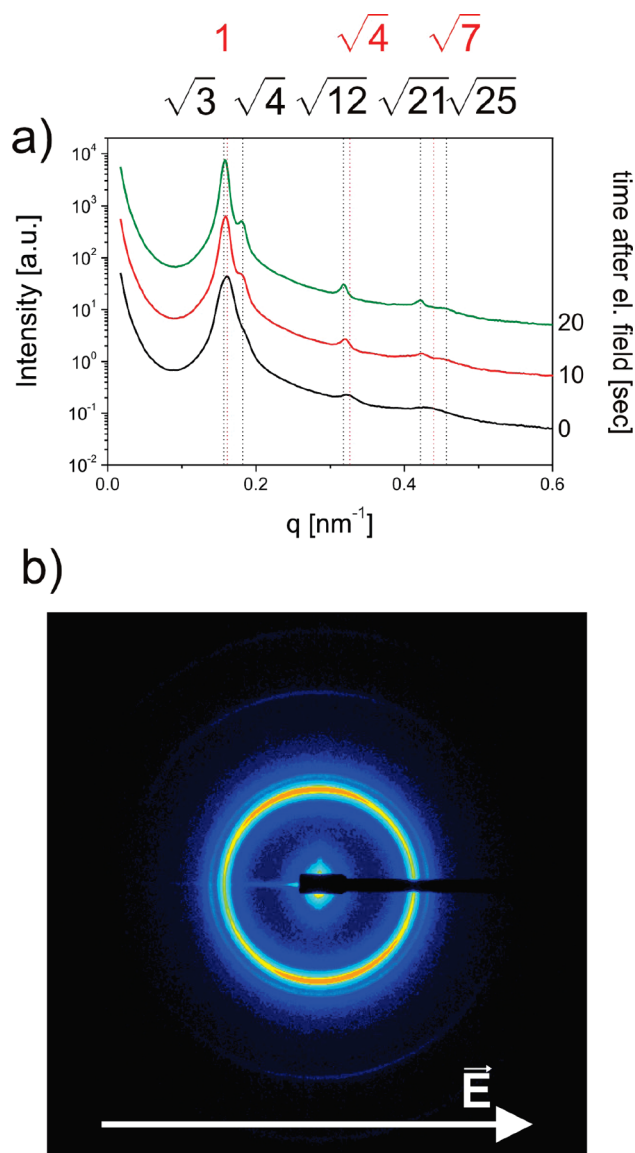 1 √4 √7
√3 √4 √12 √21 √25
a)
10⁴
10³
10²
10¹
10⁰
10⁻¹
10⁻²
Intensity [a.u.]
20
10
0
time after el. field [sec]
0.0 0.2 0.4 0.6
q [nm⁻¹]
b)
E⃗